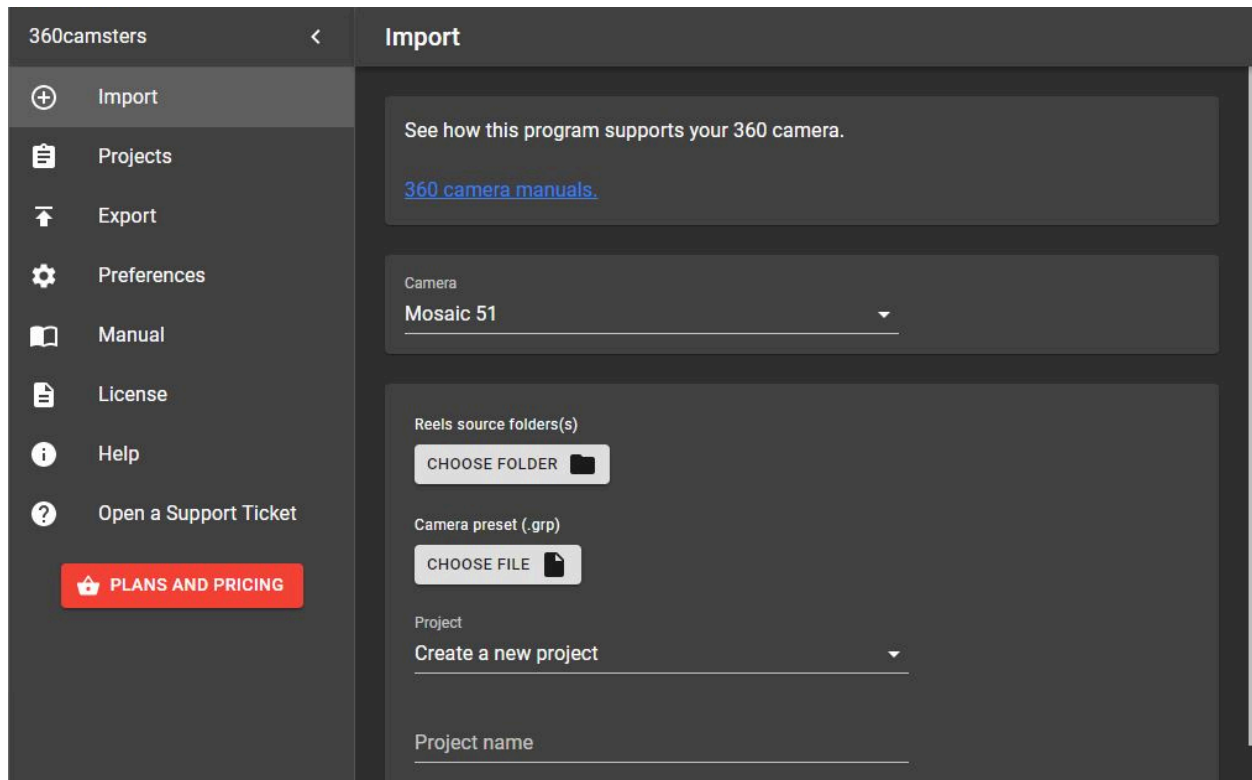 360camsters
Import
Projects
Export
Preferences
Manual
License
Help
Open a Support Ticket
PLANS AND PRICING
Import
See how this program supports your 360 camera.
360 camera manuals.
Camera
Mosaic 51
Reels source folders(s)
CHOOSE FOLDER
Camera preset (.grp)
CHOOSE FILE
Project
Create a new project
Project name